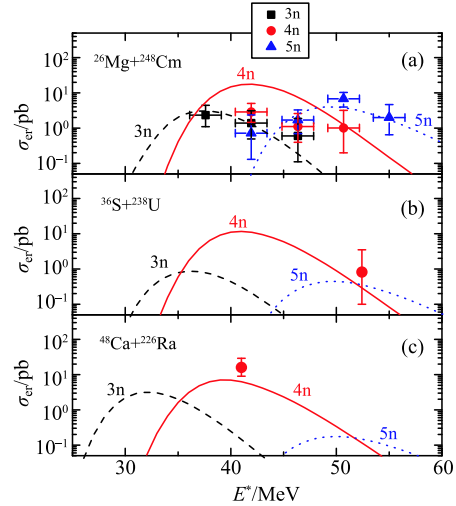 3n
4n
5n
²⁶Mg+²⁴⁸Cm
(a)
4n
3n
5n
σer/pb
10²
10¹
10⁰
10⁻¹
³⁶S+²³⁸U
(b)
4n
3n
5n
σer/pb
10²
10¹
10⁰
10⁻¹
⁴⁸Ca+²²⁶Ra
(c)
3n
4n
5n
σer/pb
10²
10¹
10⁰
10⁻¹
30 40 50 60
E*/MeV